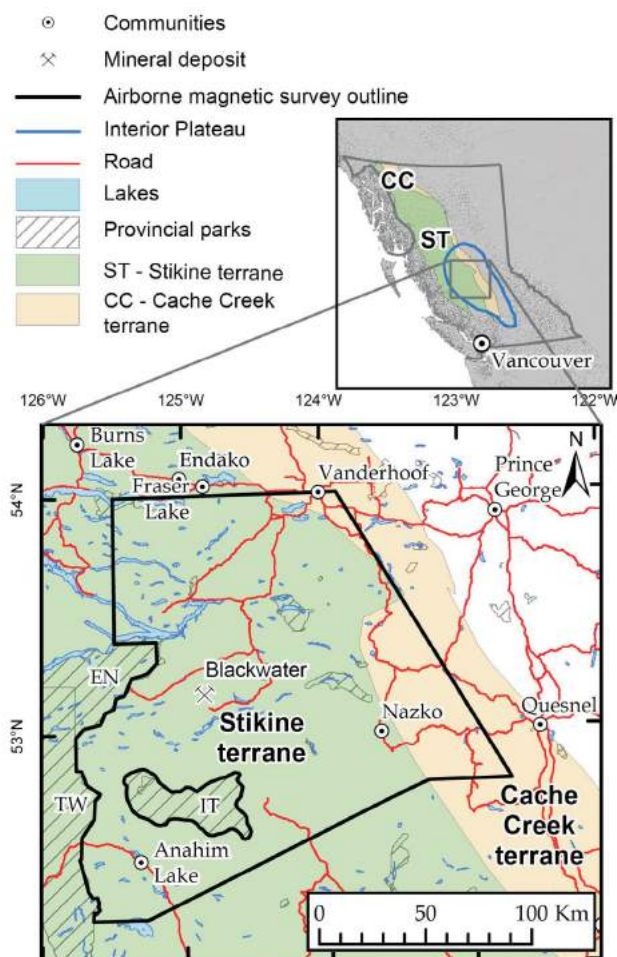 Communities
Mineral deposit
Airborne magnetic survey outline
Interior Plateau
Road
Lakes
Provincial parks
ST - Stikine terrane
CC - Cache Creek
terrane
CC
ST
Vancouver
126°W
125°W
124°W
123°W
122°W
54°N
53°N
N
Burns
Lake
Endako
Fraser
Lake
Vanderhoof
Prince
George
EN
Blackwater
Stikine
terrane
Nazko
Quesnel
TW
IT
Cache
Creek
terrane
Anahim
Lake
0 50 100 Km